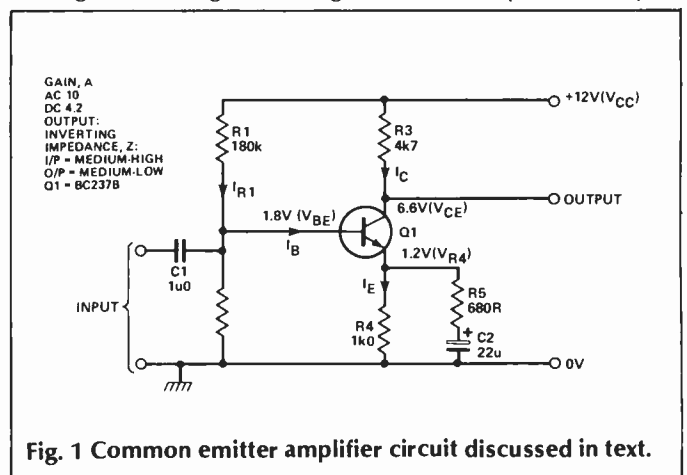 GAIN, A
AC 10
DC 4.2
OUTPUT:
INVERTING
IMPEDANCE, Z:
I/P = MEDIUM-HIGH
O/P = MEDIUM-LOW
Q1 = BC237B
+12V(VCC)
R1
180k
R3
4k7
IR1
IC
OUTPUT
1.8V (VBE)
6.6V(VCE)
IB
Q1
1.2V(VR4)
C1
1u0
IE
R5
680R
INPUT
R4
1k0
+
C2
22u
0V
Fig. 1 Common emitter amplifier circuit discussed in text.